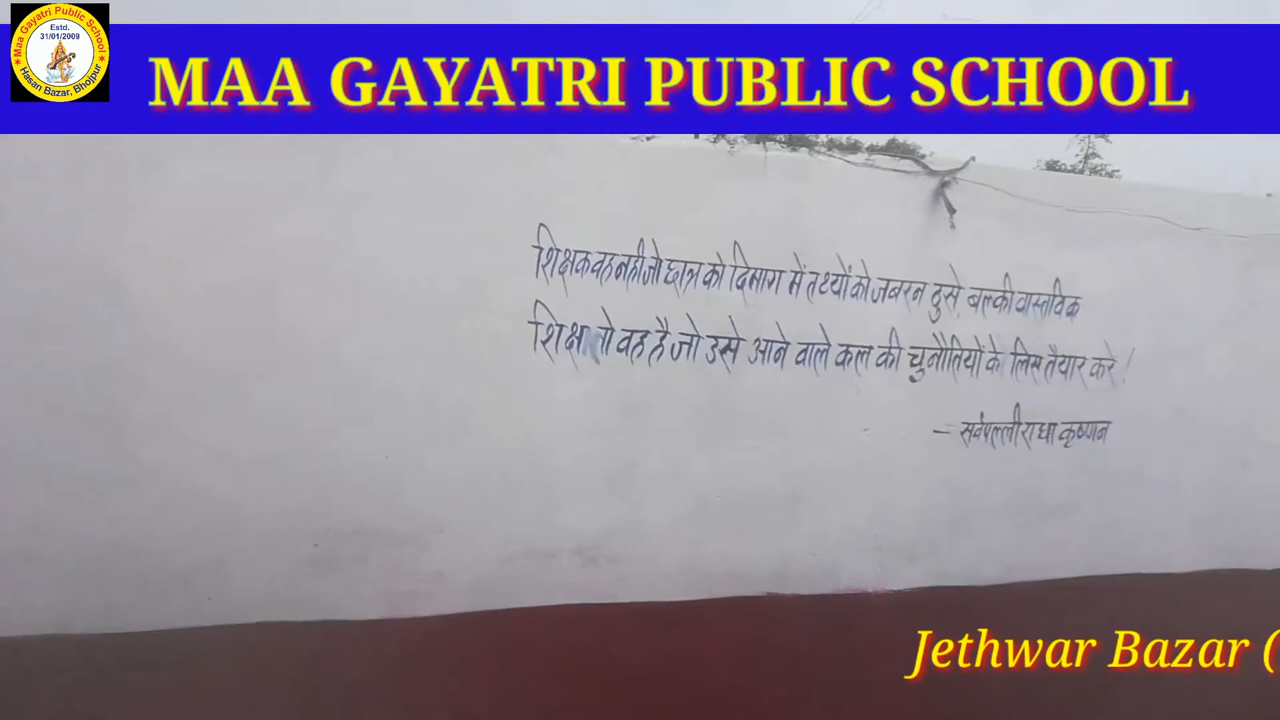 Maa Gayatri Public School
Estd.
31/01/2009
Hasan Bazar, Bhojpur
MAA GAYATRI PUBLIC SCHOOL
शिक्षक वह नही जो छात्र को दिमाग में तथ्यों को जबरन ठुसे, बल्की वास्तविक
शिक्षा तो वह है जो उसे आने वाले कल की चुनौतियों के लिस तैयार करे !
– सर्वपल्ली राधा कृष्णन
Jethwar Bazar (